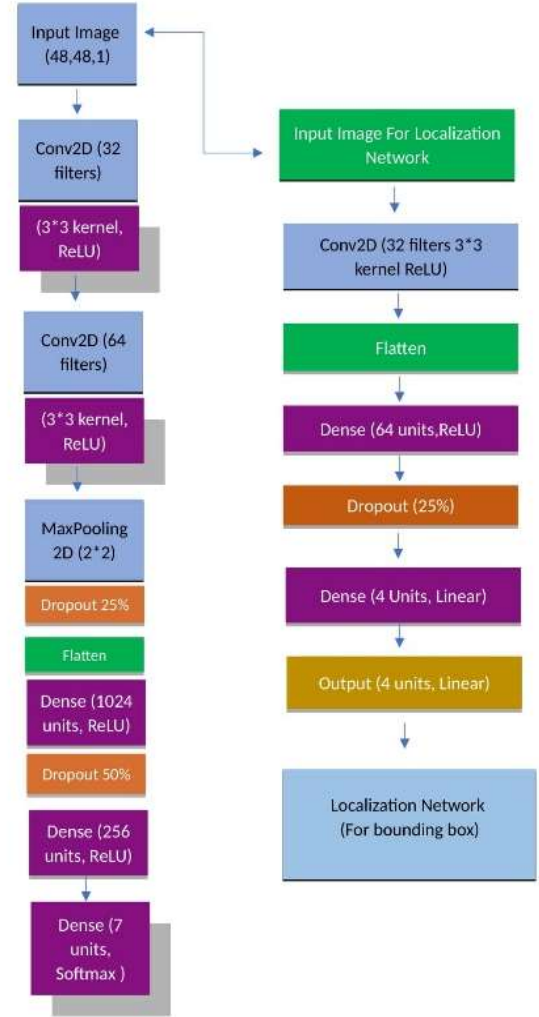 Input Image
(48,48,1)
Conv2D (32
filters)
(3*3 kernel,
ReLU)
Conv2D (64
filters)
(3*3 kernel,
ReLU)
MaxPooling
2D (2*2)
Dropout 25%
Flatten
Dense (1024
units, ReLU)
Dropout 50%
Dense (256
units, ReLU)
Dense (7
units,
Softmax )
Input Image For Localization
Network
Conv2D (32 filters 3*3
kernel ReLU)
Flatten
Dense (64 units,ReLU)
Dropout (25%)
Dense (4 Units, Linear)
Output (4 units, Linear)
Localization Network
(For bounding box)